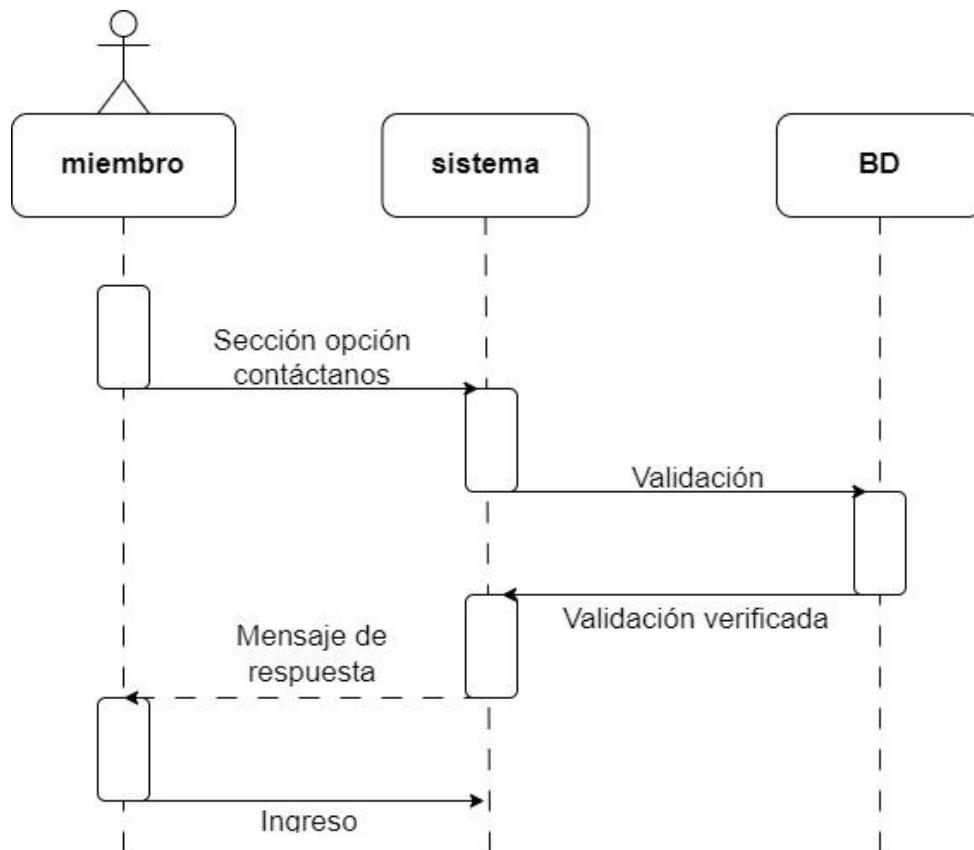 miembro
sistema
BD
Sección opción
contáctanos
Validación
Validación verificada
Mensaje de
respuesta
Ingreso